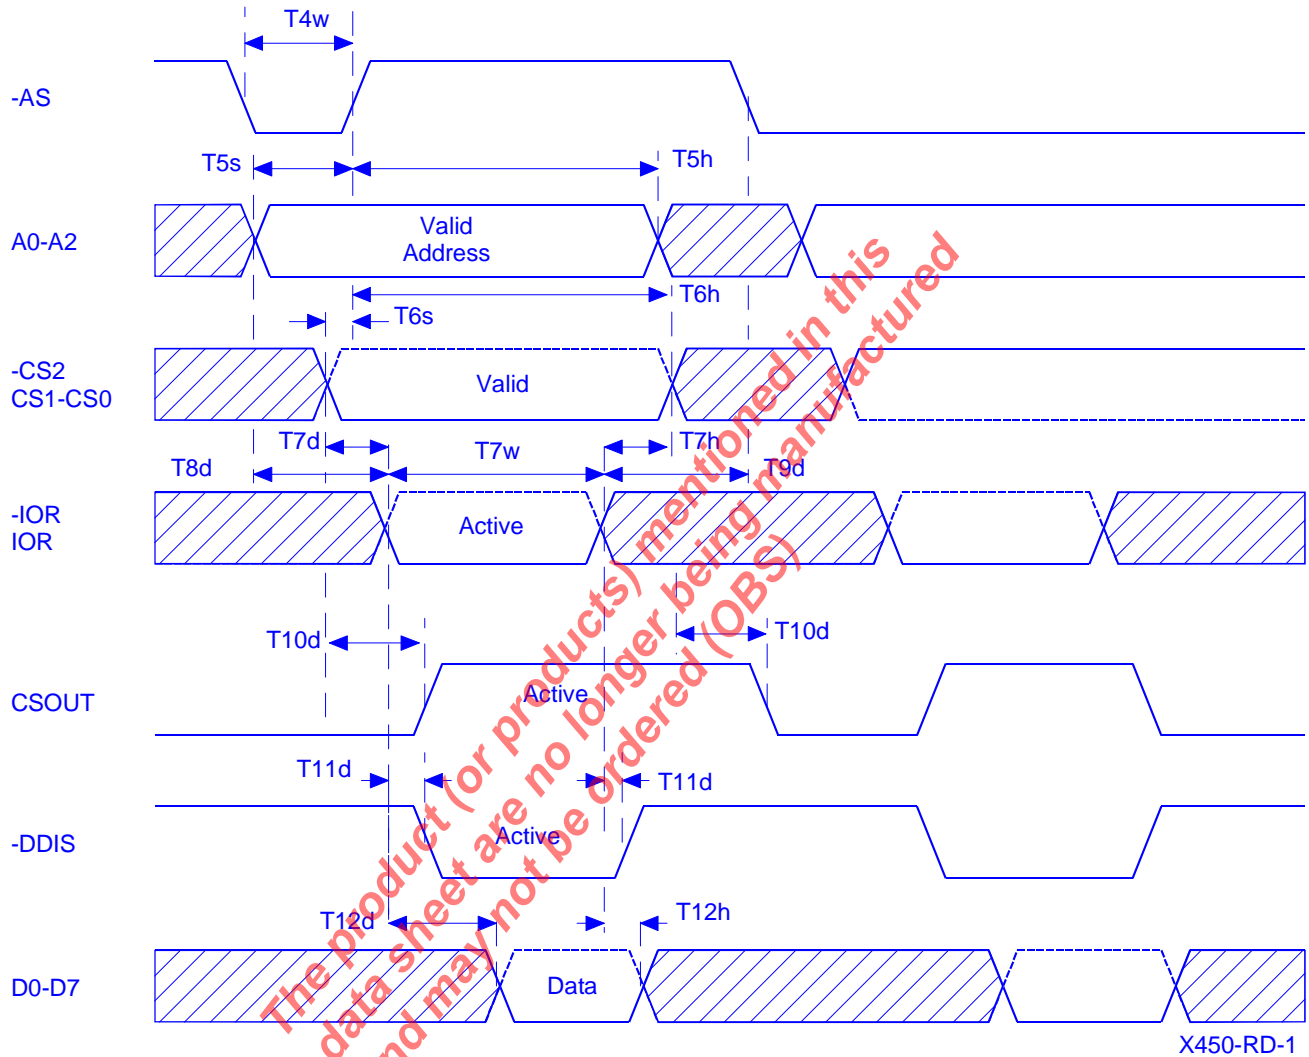 T4w
-AS
T5s
T5h
A0-A2
Valid
Address
T6h
T6s
-CS2
CS1-CS0
Valid
T7d
T7w
T7h
T8d
T9d
-IOR
IOR
Active
T10d
T10d
CSOUT
Active
T11d
T11d
-DDIS
Active
T12d
T12h
D0-D7
Data
X450-RD-1
The product (or products) mentioned in this
data sheet are no longer being manufactured
and may not be ordered (OBS)